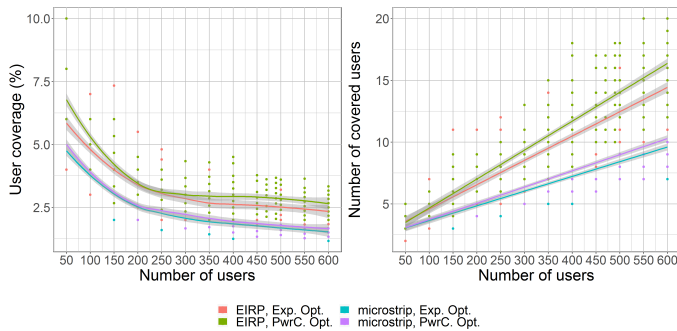 User coverage (%)
10.0
7.5
5.0
2.5
50 100 150 200 250 300 350 400 450 500 550 600
Number of users
Number of covered users
20
15
10
5
50 100 150 200 250 300 350 400 450 500 550 600
Number of users
EIRP, Exp. Opt.
microstrip, Exp. Opt.
EIRP, PwrC. Opt.
microstrip, PwrC. Opt.